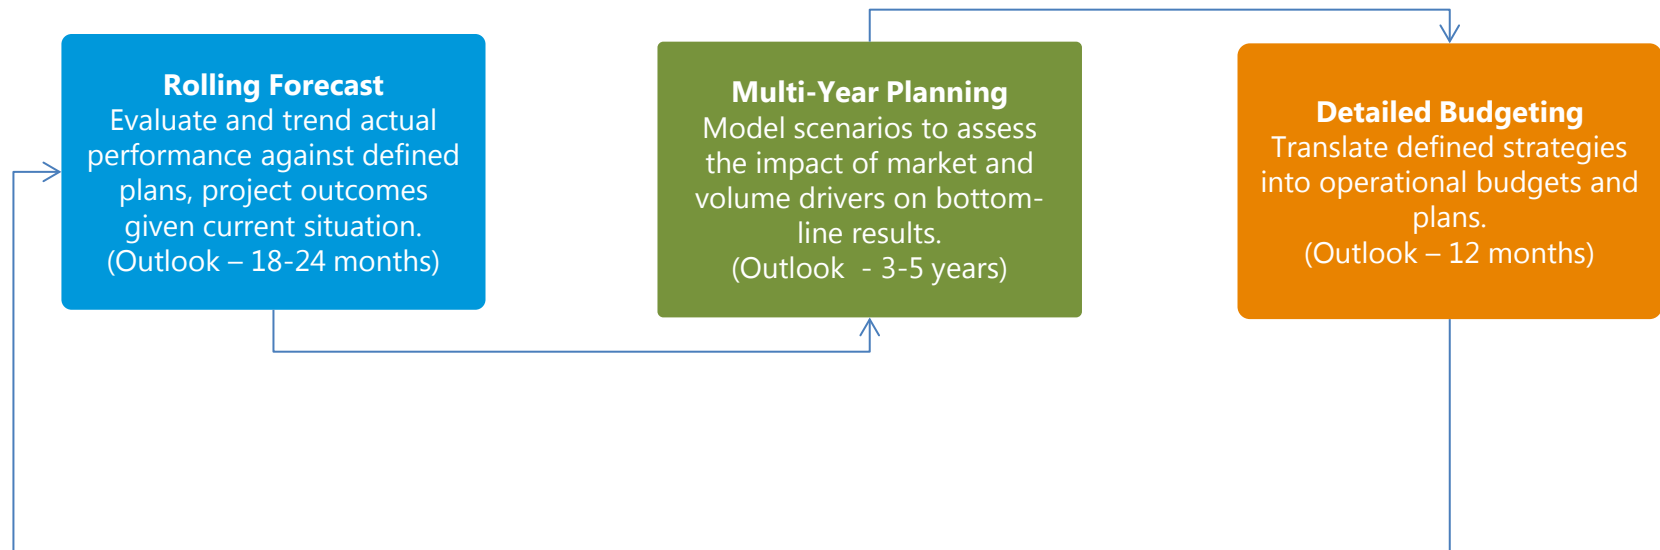 Rolling Forecast
Evaluate and trend actual
performance against defined
plans, project outcomes
given current situation.
(Outlook – 18-24 months)
Multi-Year Planning
Model scenarios to assess
the impact of market and
volume drivers on bottom-
line results.
(Outlook  - 3-5 years)
Detailed Budgeting
Translate defined strategies
into operational budgets and
plans.
(Outlook – 12 months)